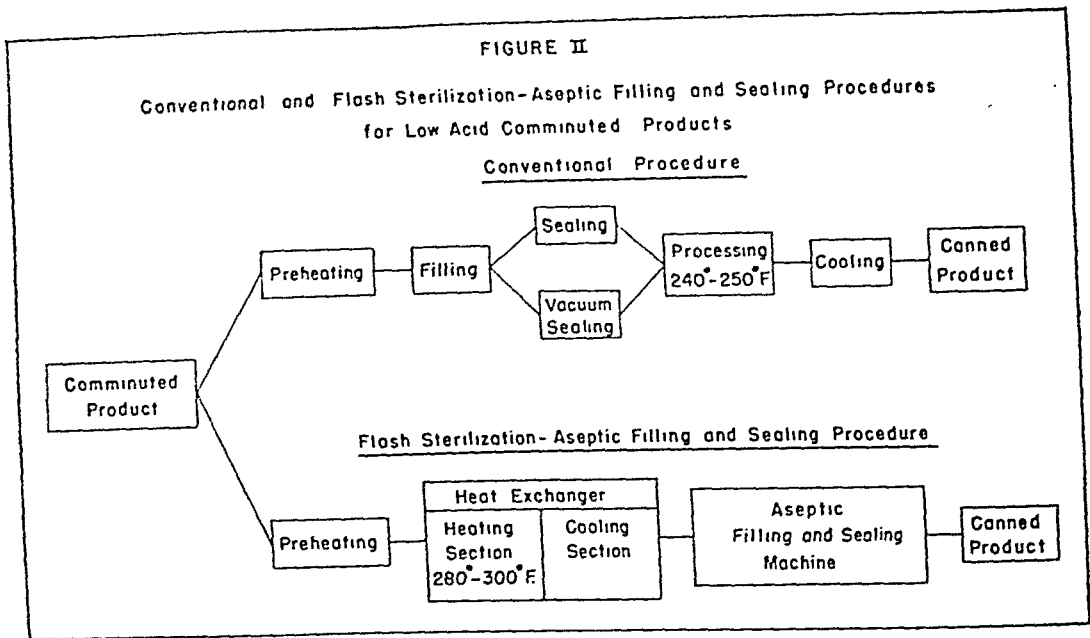 FIGURE II
Conventional and Flash Sterilization-Aseptic Filling and Sealing Procedures
for Low Acid Comminuted Products
Conventional Procedure
Comminuted
Product
Preheating
Filling
Sealing
Vacuum
Sealing
Processing
240°-250°F
Cooling
Canned
Product
Flash Sterilization-Aseptic Filling and Sealing Procedure
Preheating
Heat Exchanger
Heating
Section
280°-300°F.
Cooling
Section
Aseptic
Filling and Sealing
Machine
Canned
Product